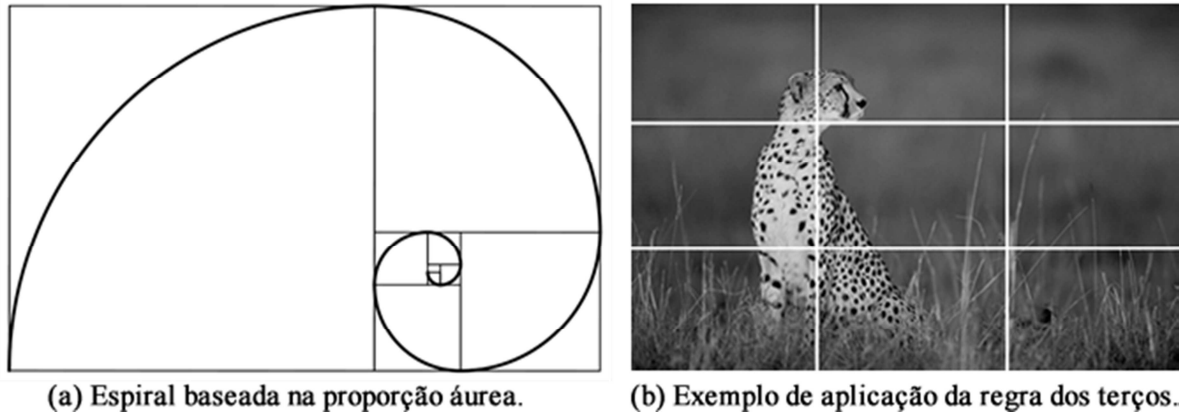 (a) Espiral baseada na proporção áurea.
(b) Exemplo de aplicação da regra dos terços.